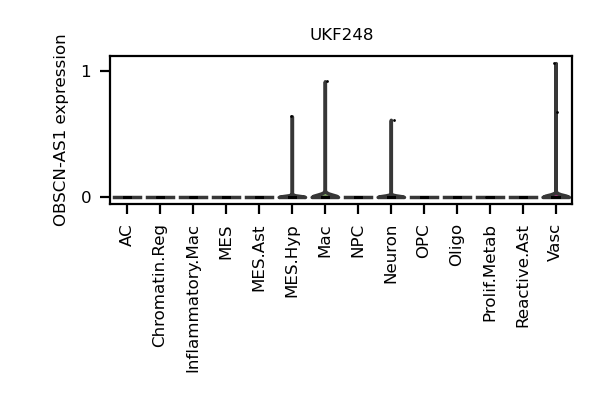 UKF248
OBSCN-AS1 expression
1
0
AC
Chromatin.Reg
Inflammatory.Mac
MES
MES.Ast
MES.Hyp
Mac
NPC
Neuron
OPC
Oligo
Prolif.Metab
Reactive.Ast
Vasc